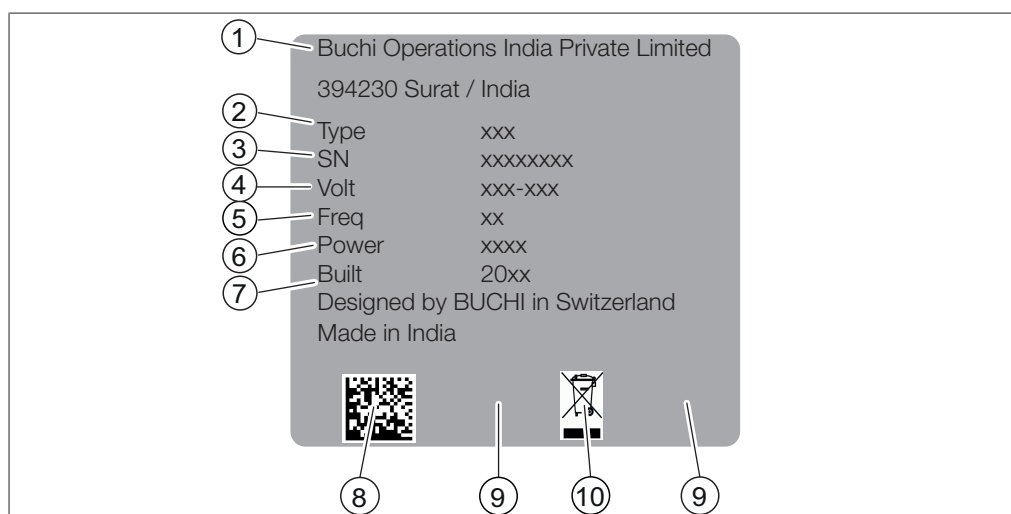 1 Buchi Operations India Private Limited
394230 Surat / India
2 Type xxx
3 SN xxxxxxxx
4 Volt xxx-xxx
5 Freq xx
6 Power xxxx
7 Built 20xx
Designed by BUCHI in Switzerland
Made in India
8 9 10 9